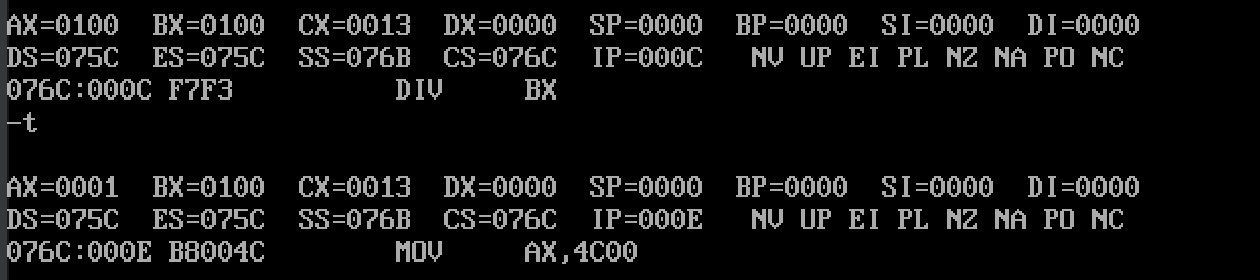 AX=0100  BX=0100  CX=0013  DX=0000  SP=0000  BP=0000  SI=0000  DI=0000
DS=075C  ES=075C  SS=076B  CS=076C  IP=000C   NV UP EI PL NZ NA PO NC
076C:000C F7F3          DIV     BX
-t
AX=0001  BX=0100  CX=0013  DX=0000  SP=0000  BP=0000  SI=0000  DI=0000
DS=075C  ES=075C  SS=076B  CS=076C  IP=000E   NV UP EI PL NZ NA PO NC
076C:000E B8004C        MOV     AX,4C00